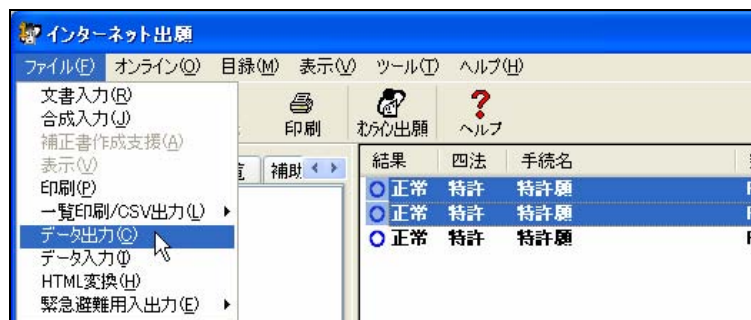 インターネット出願
ファイル(F) オンライン(O) 目録(M) 表示(V) ツール(T) ヘルプ(H)
印刷 オンライン出願 ヘルプ
文書入力(R)
合成入力(J)
補正書作成支援(A)
表示(V)
印刷(P)
一覧印刷/CSV出力(L)
データ出力(C)
データ入力(I)
HTML変換(H)
緊急避難用入出力(E)
補助
結果 四法 手続名
正常 特許 特許願
正常 特許 特許願
正常 特許 特許願